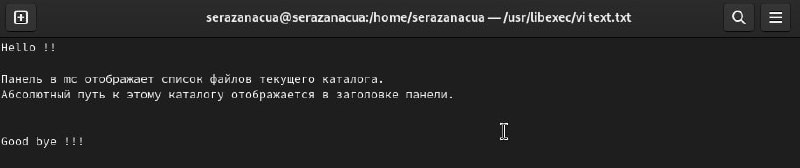 serazanacua@serazanacua:/home/serazanacua — /usr/libexec/vi text.txt
Hello !!
Панель в mc отображает список файлов текущего каталога.
Абсолютный путь к этому каталогу отображается в заголовке панели.
Good bye !!!